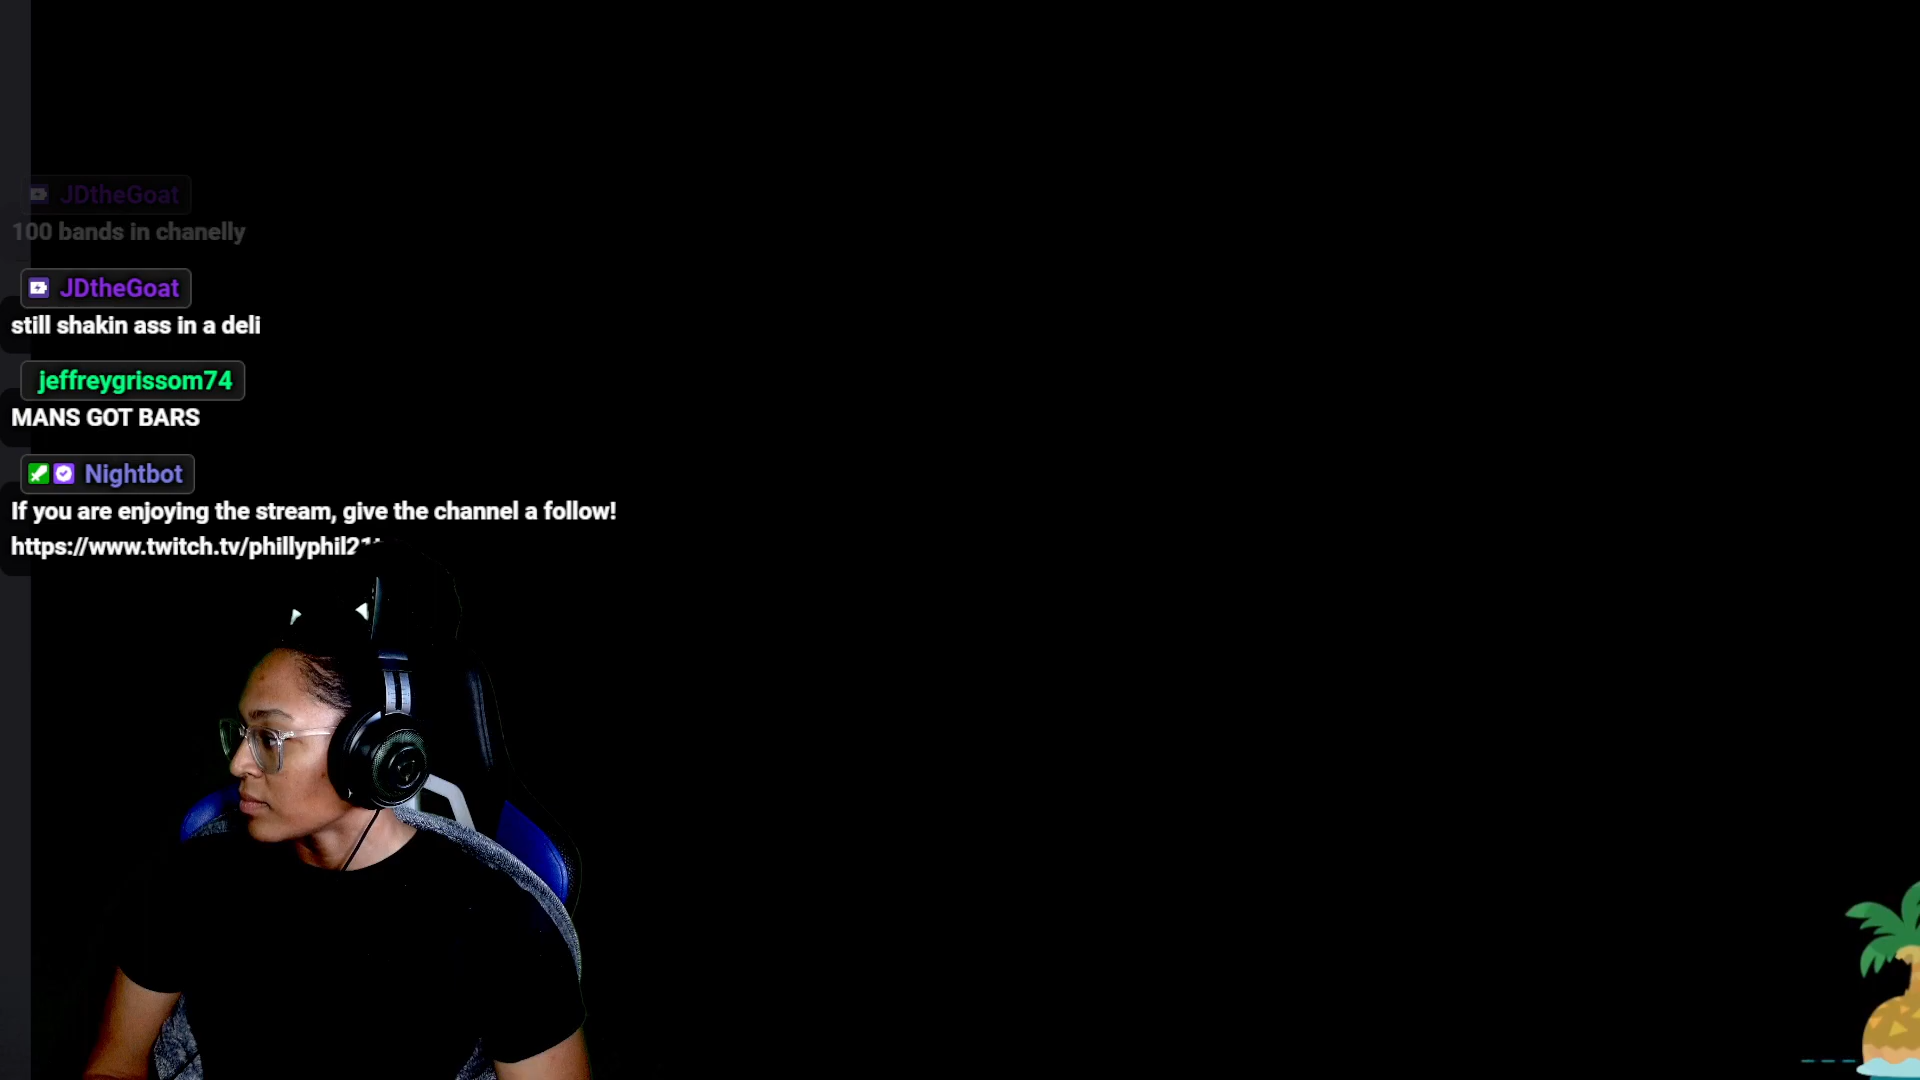 JDtheGoat
100 bands in chanelly
JDtheGoat
still shakin ass in a deli
jeffreygrissom74
MANS GOT BARS
Nightbot
If you are enjoying the stream, give the channel a follow!
https://www.twitch.tv/phillyphil21